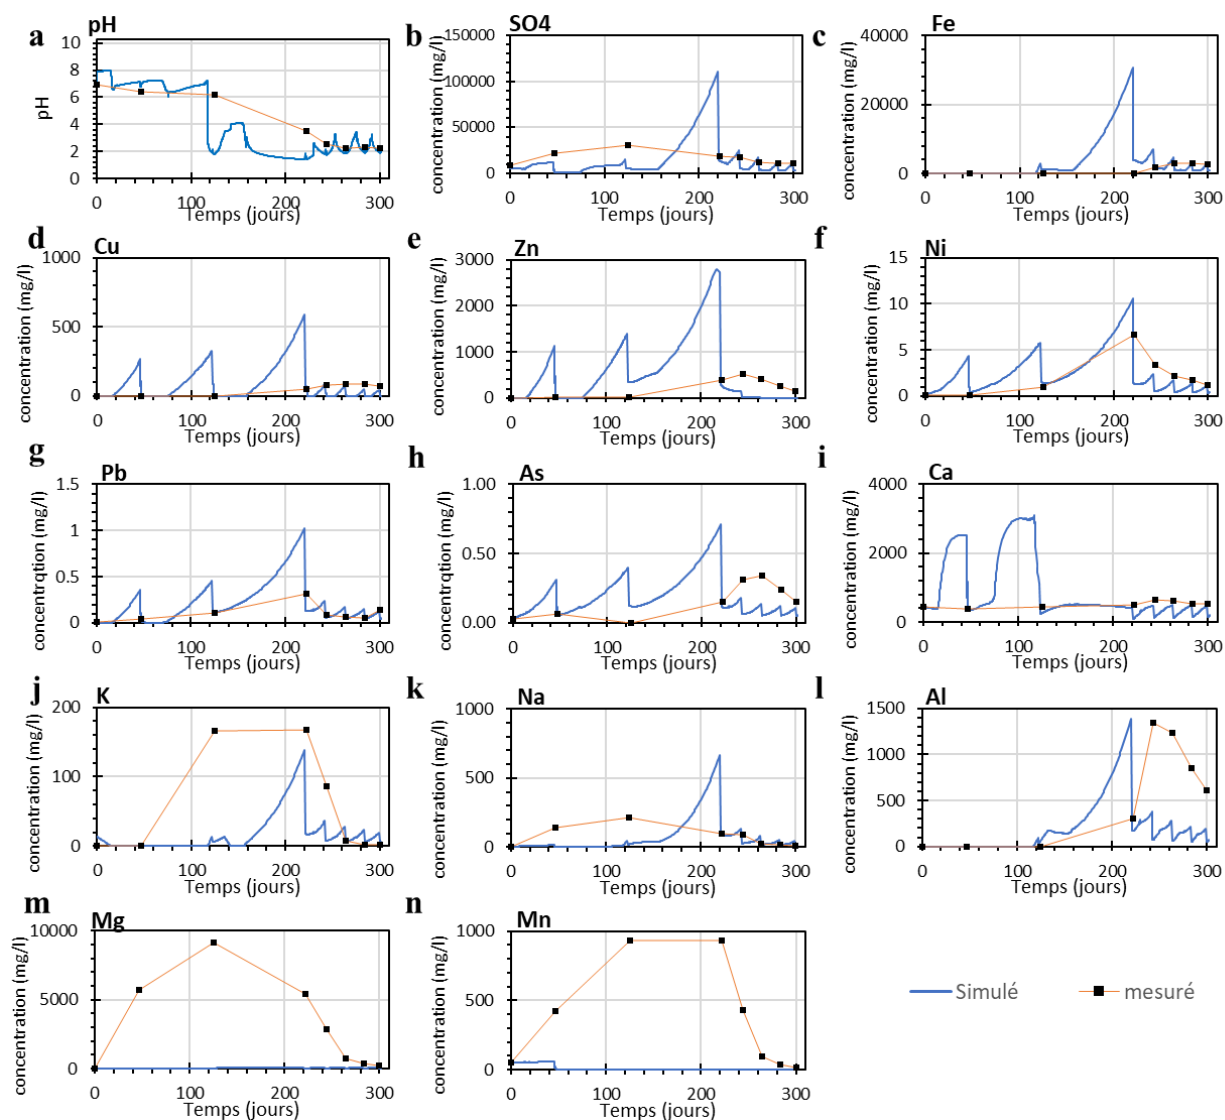 a pH
10
8
6
4
2
0
pH
0 100 200 300
Temps (jours)
b SO4
150000
100000
50000
0
concentration (mg/l)
0 100 200 300
Temps (jours)
c Fe
40000
20000
0
concentration (mg/l)
0 100 200 300
Temps (jours)
d Cu
1000
500
0
concentration (mg/l)
0 100 200 300
Temps (jours)
e Zn
3000
2000
1000
0
concentration (mg/l)
0 100 200 300
Temps (jours)
f Ni
15
10
5
0
concentration (mg/l)
0 100 200 300
Temps (jours)
g Pb
1.5
1
0.5
0
concentration (mg/l)
0 100 200 300
Temps (jours)
h As
1.00
0.50
0.00
concentrqtion (mg/l)
0 100 200 300
Temps (jours)
i Ca
4000
2000
0
concentration (mg/l)
0 100 200 300
Temps (jours)
j K
200
100
0
concentration (mg/l)
0 100 200 300
Temps (jours)
k Na
1000
500
0
concentration (mg/l)
0 100 200 300
Temps (jours)
l Al
1500
1000
500
0
concentration (mg/l)
0 100 200 300
Temps (jours)
m Mg
10000
5000
0
concentration (mg/l)
0 100 200 300
Temps (jours)
n Mn
1000
500
0
concentration (mg/l)
0 100 200 300
Temps (jours)
Simulé mesuré